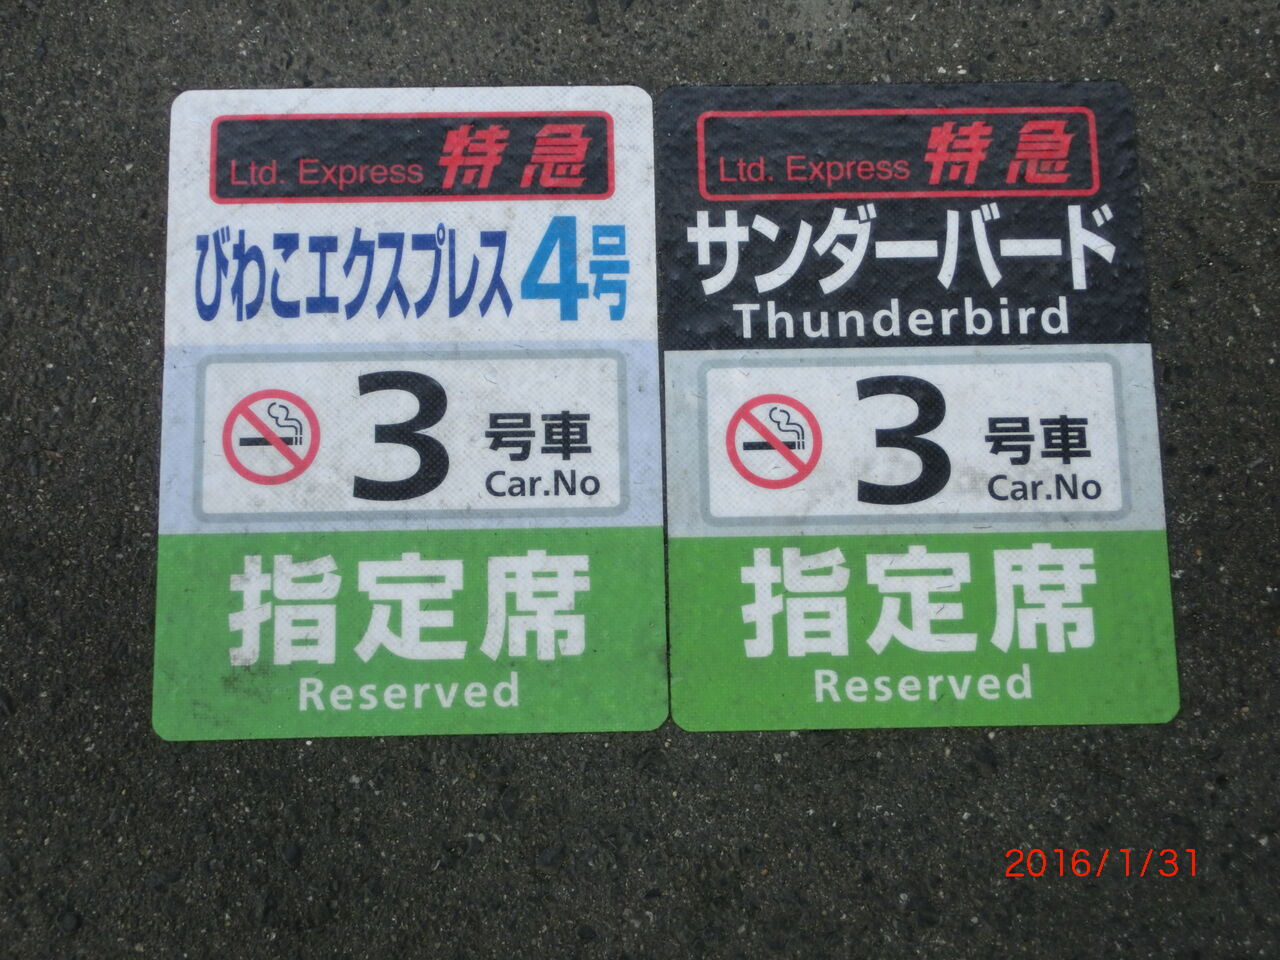 Ltd. Express 特急
びわこエクスプレス4号
3 号車
Car.No
指定席
Reserved
Ltd. Express 特急
サンダーバード
Thunderbird
3 号車
Car.No
指定席
Reserved
2016/1/31